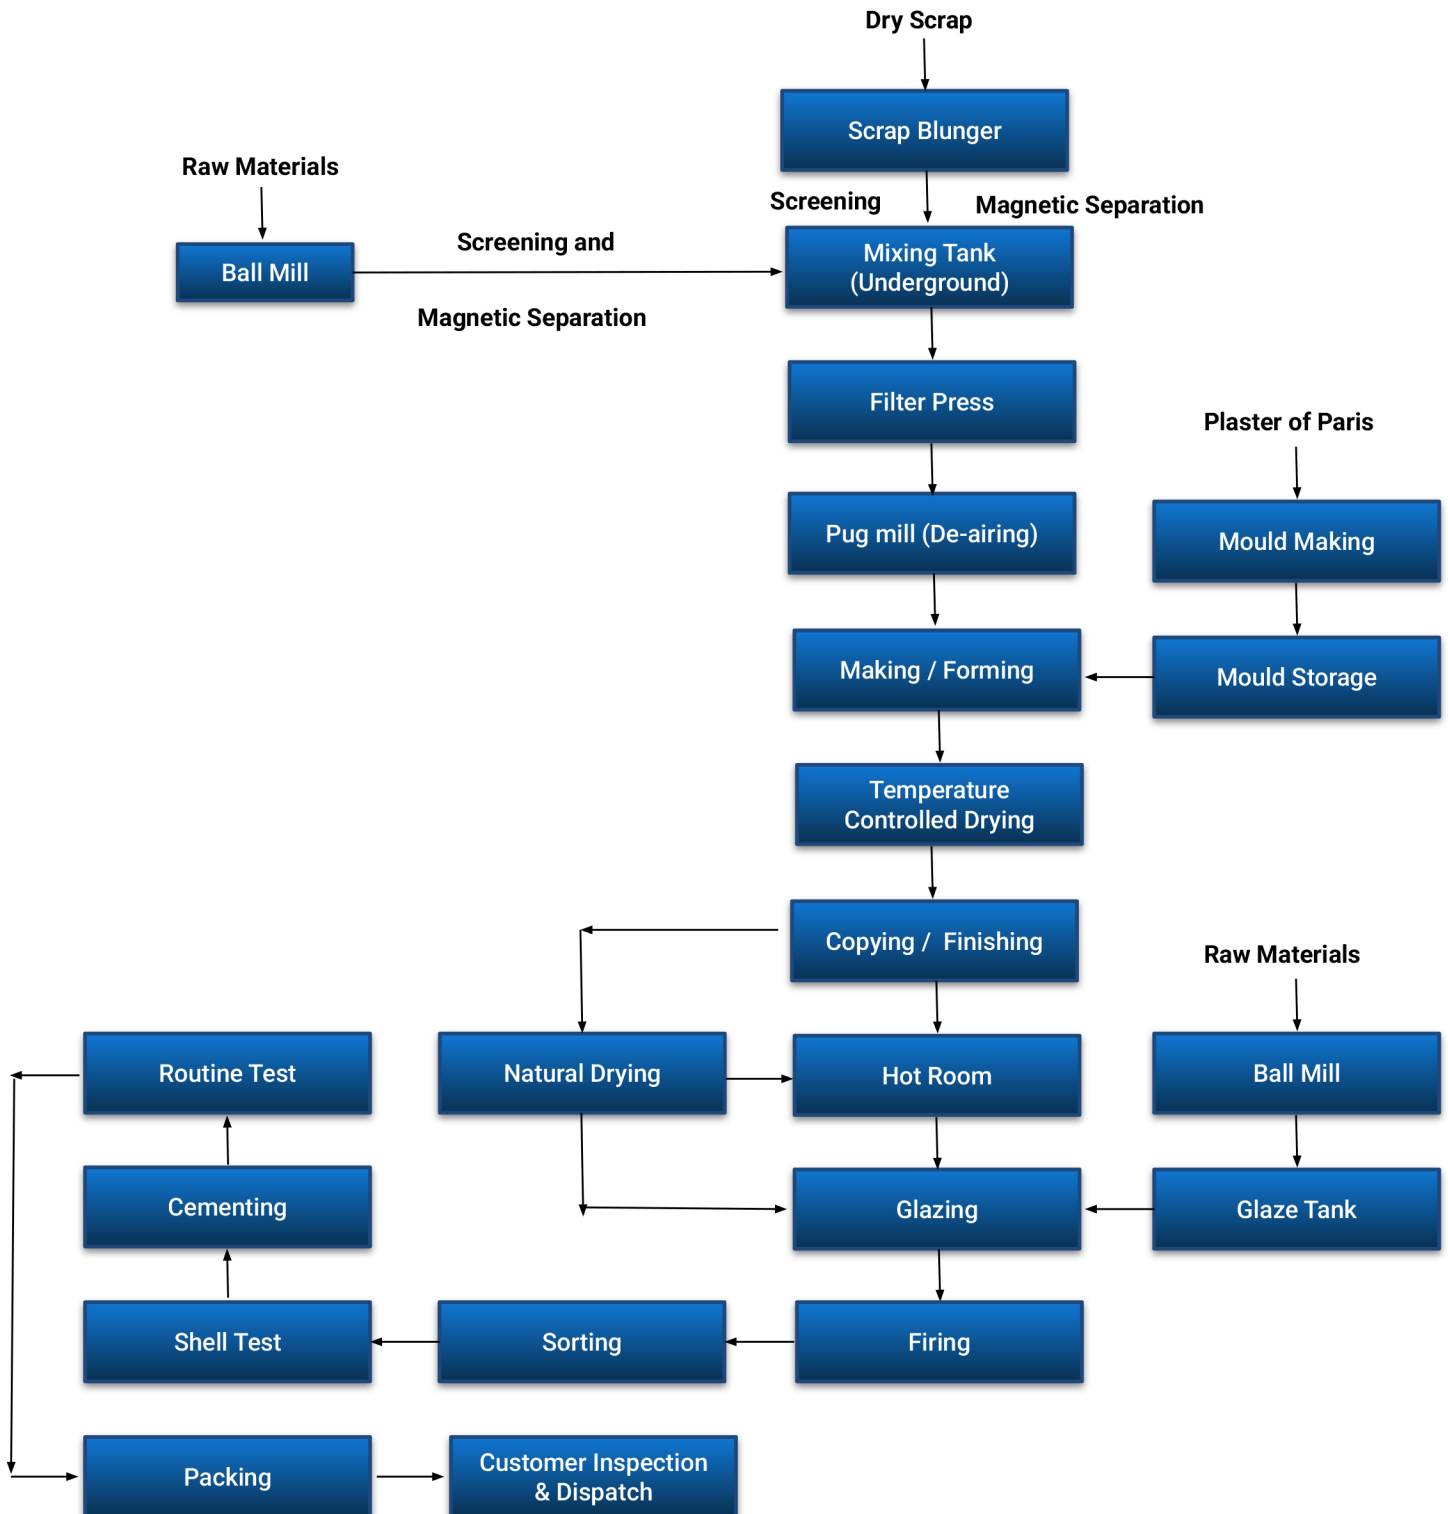 Dry Scrap
Scrap Blunger
Raw Materials
Screening
Magnetic Separation
Screening and
Ball Mill
Mixing Tank
(Underground)
Magnetic Separation
Filter Press
Plaster of Paris
Pug mill (De-airing)
Mould Making
Making / Forming
Mould Storage
Temperature
Controlled Drying
Copying /  Finishing
Raw Materials
Routine Test
Natural Drying
Hot Room
Ball Mill
Cementing
Glazing
Glaze Tank
Shell Test
Sorting
Firing
Packing
Customer Inspection
& Dispatch